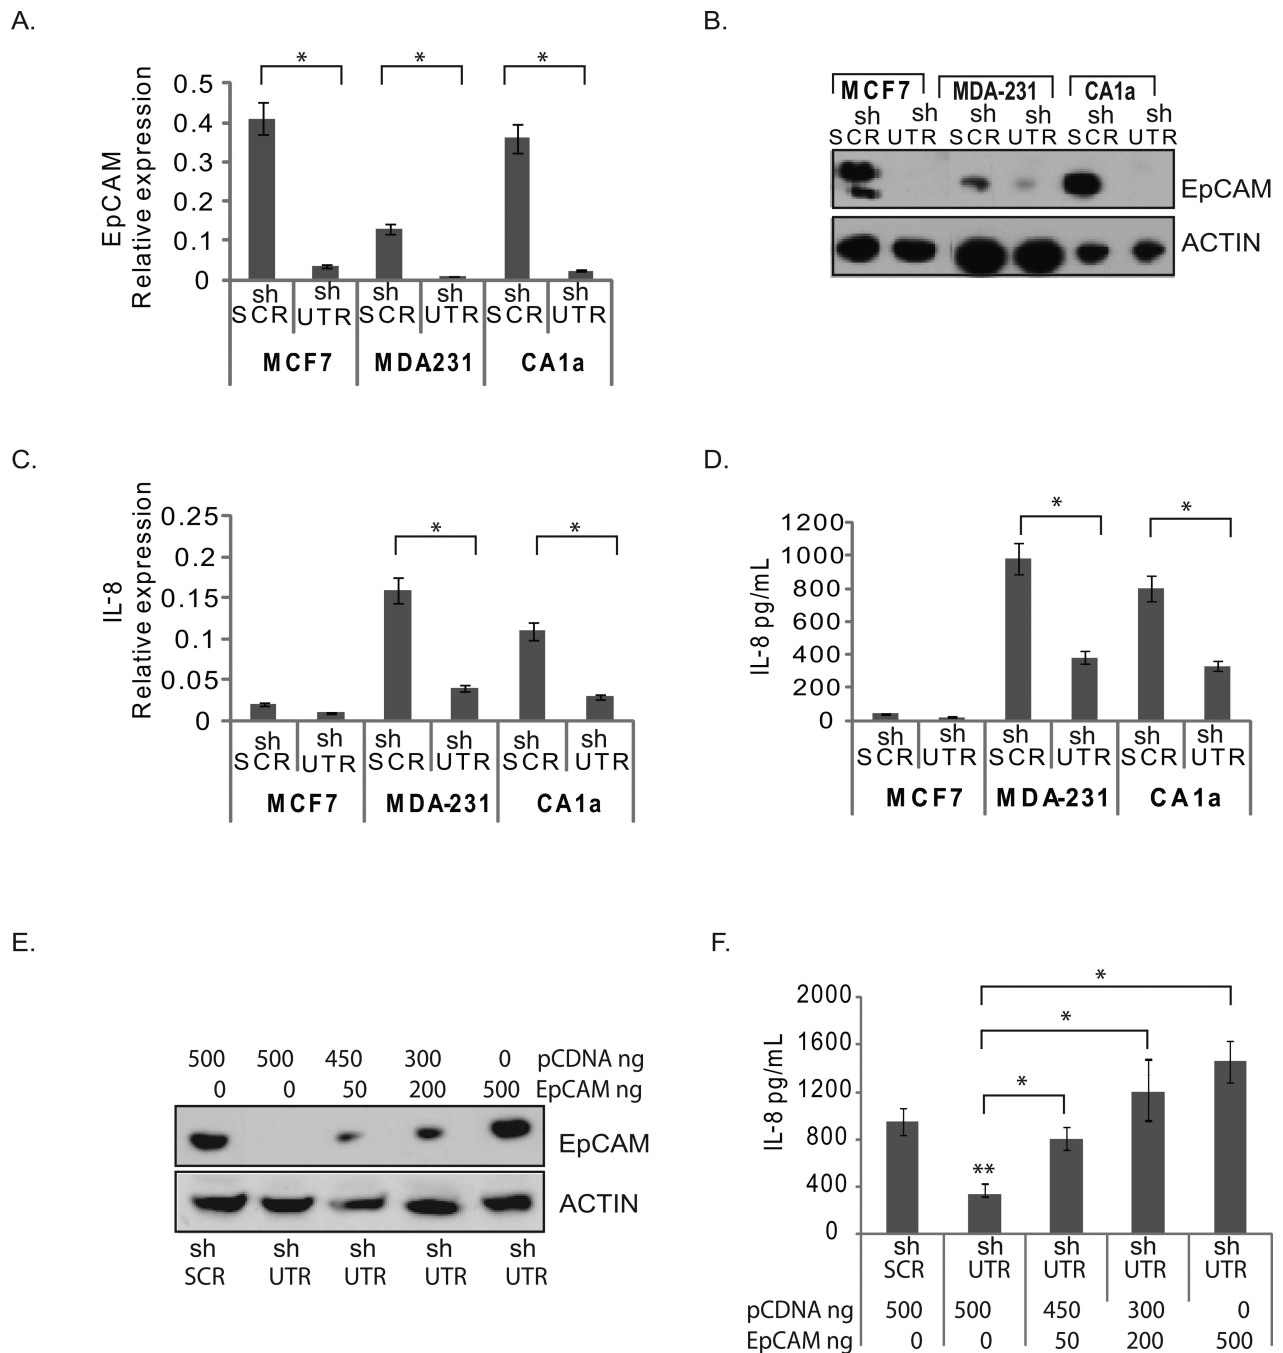 A.
EpCAM
Relative expression
0.5
0.4
0.3
0.2
0.1
0
*
*
*
sh
SCR
sh
UTR
sh
SCR
sh
UTR
sh
SCR
sh
UTR
MCF7
MDA231
CA1a
B.
MCF7
MDA-231
CA1a
sh sh sh sh sh sh
SCR UTR SCR UTR SCR UTR
EpCAM
ACTIN
C.
IL-8
Relative expression
0.25
0.2
0.15
0.1
0.05
0
*
*
sh
SCR
sh
UTR
sh
SCR
sh
UTR
sh
SCR
sh
UTR
MCF7
MDA-231
CA1a
D.
IL-8 pg/mL
1200
1000
800
600
400
200
0
*
*
sh
SCR
sh
UTR
sh
SCR
sh
UTR
sh
SCR
sh
UTR
MCF7
MDA-231
CA1a
E.
500 500 450 300 0 pCDNA ng
0 0 50 200 500 EpCAM ng
EpCAM
ACTIN
sh sh sh sh sh
SCR UTR UTR UTR UTR
F.
IL-8 pg/mL
2000
1600
1200
800
400
0
*
*
*
**
sh sh sh sh sh
SCR UTR UTR UTR UTR
pCDNA ng 500 500 450 300 0
EpCAM ng 0 0 50 200 500